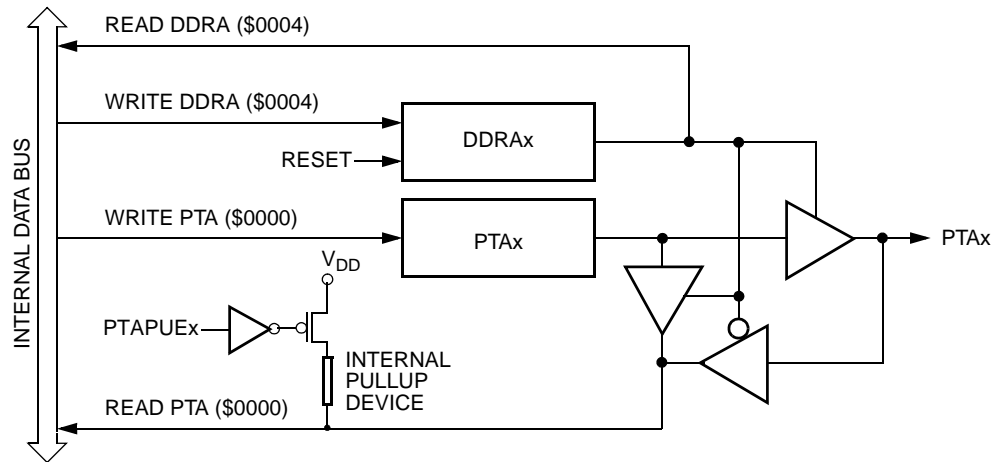 READ DDRA ($0004)
WRITE DDRA ($0004)
DDRAx
RESET
INTERNAL DATA BUS
WRITE PTA ($0000)
PTAx
PTAx
VDD
PTAPUEx
INTERNAL
PULLUP
DEVICE
READ PTA ($0000)